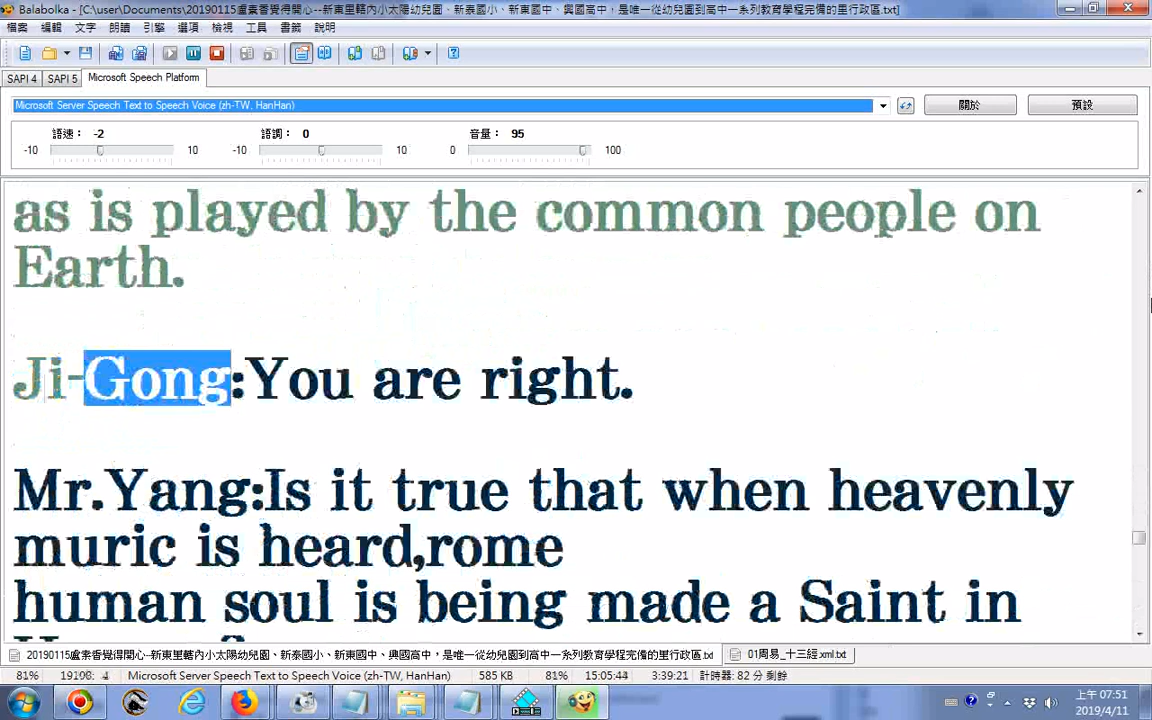 Balabolka - [C:\user\Documents\20190115盧素香覺得開心--新東里轄內小太陽幼兒園、新泰國小、新東國中、興國高中，是唯一從幼兒園到高中一系列教育學程完備的里行政區.txt]
檔案 編輯 文字 朗讀 引擎 選項 檢視 工具 書籤 說明
SAPI 4 SAPI 5 Microsoft Speech Platform
Microsoft Server Speech Text to Speech Voice (zh-TW, HanHan) 關於 預設
語速： -2 語調： 0 音量： 95
-10 10 -10 10 0 100
as is played by the common people on
Earth.
Ji-Gong:You are right.
Mr.Yang:Is it true that when heavenly
muric is heard,rome
human soul is being made a Saint in
20190115盧素香覺得開心--新東里轄內小太陽幼兒園、新泰國小、新東國中、興國高中，是唯一從幼兒園到高中一系列教育學程完備的里行政區.txt 01周易_十三經.txt
81% Microsoft Server Speech Text to Speech Voice (zh-TW, HanHan) 585 KB 81% 15:05:44 3:39:21 計時器: 82 分 剩餘
上午 07:51
2019/4/11